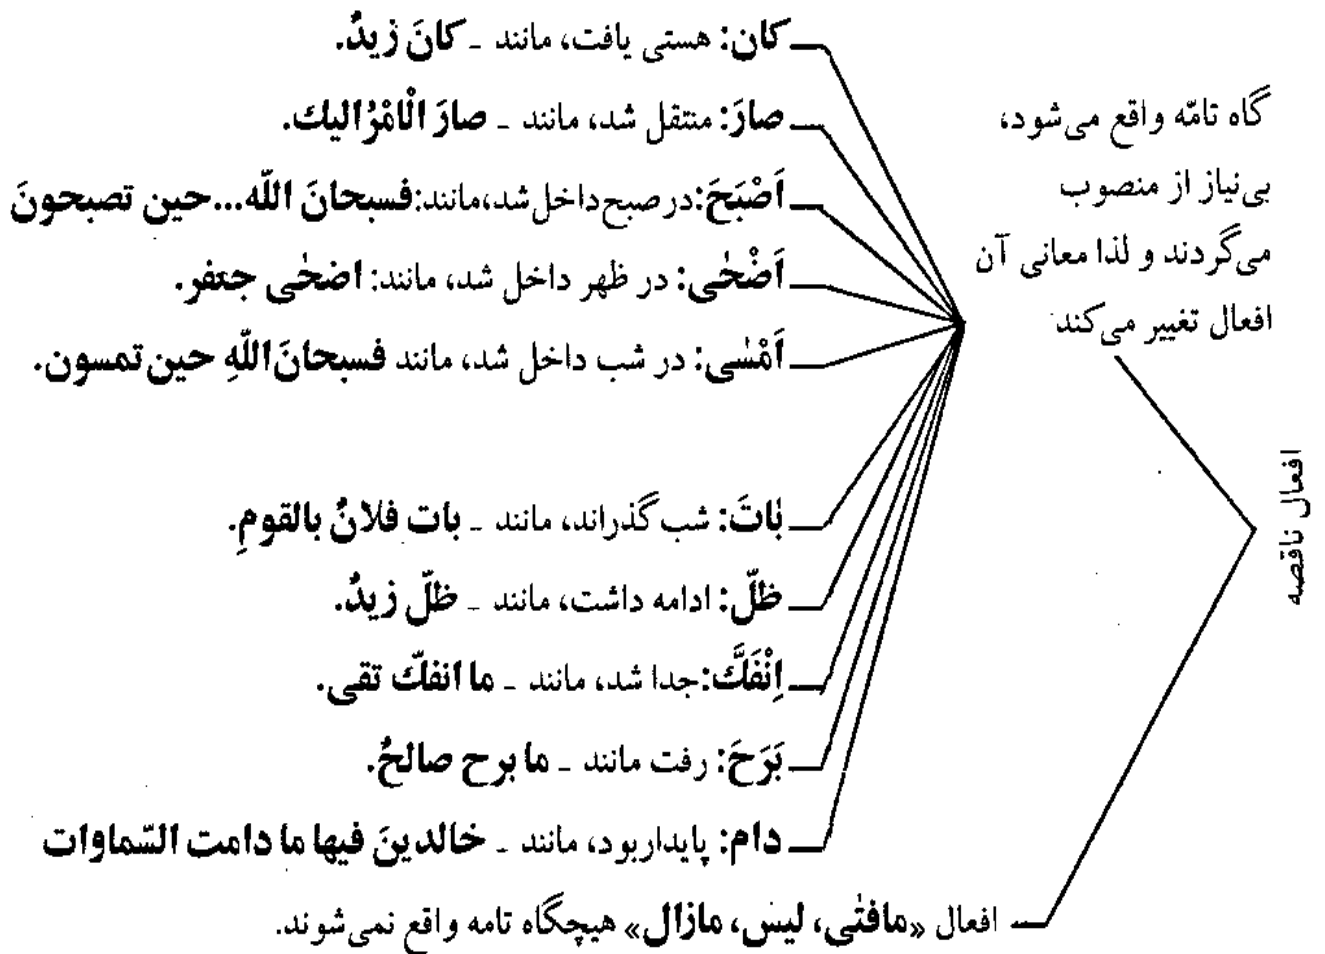 افعال ناقصه
گاه تامّه واقع می‌شود،
بی‌نیاز از منصوب
می‌گردند و لذا معانی آن
افعال تغییر می‌کند
کان: هستی یافت، مانند ـ کانَ زیدٌ.
صارَ: منتقل شد، مانند ـ صارَ الْامْرُ الیك.
اَصْبَحَ: در صبح داخل شد،مانند:فسبحانَ اللّه...حین تصبحونَ
اَضْحٰی: در ظهر داخل شد، مانند: اضحٰی جعفر.
اَمْسٰی: در شب داخل شد، مانند فسبحانَ اللّهِ حین تمسون.
بٰاتَ: شب گذراند، مانند ـ بات فلانٌ بالقومِ.
ظلّ: ادامه داشت، مانند ـ ظلّ زیدٌ.
اِنْفَكَّ:جدا شد، مانند ـ ما انفكّ تقی.
بَرَحَ: رفت مانند ـ ما برح صالحٌ.
دام: پایداربود، مانند ـ خالدینَ فیها ما دامت السّماوات
افعال «مافتٰی، لیس، مازال» هیچگاه تامه واقع نمی‌شوند.